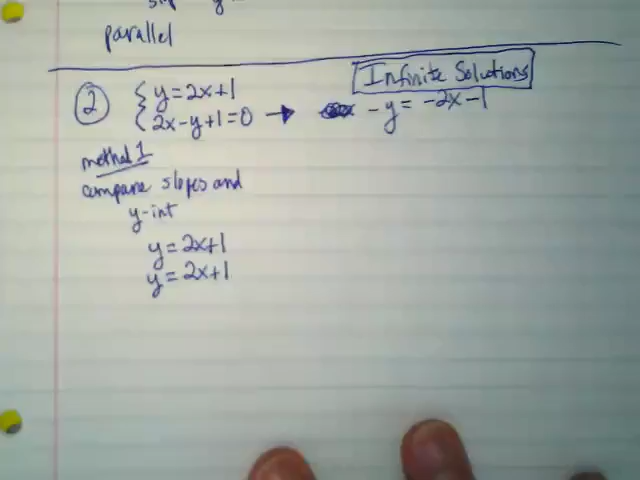 parallel
Infinite Solutions
② { y = 2x+1
{ 2x-y+1=0 → -y = -2x-1
method 1
compare slopes and
y-int
y = 2x+1
y = 2x+1